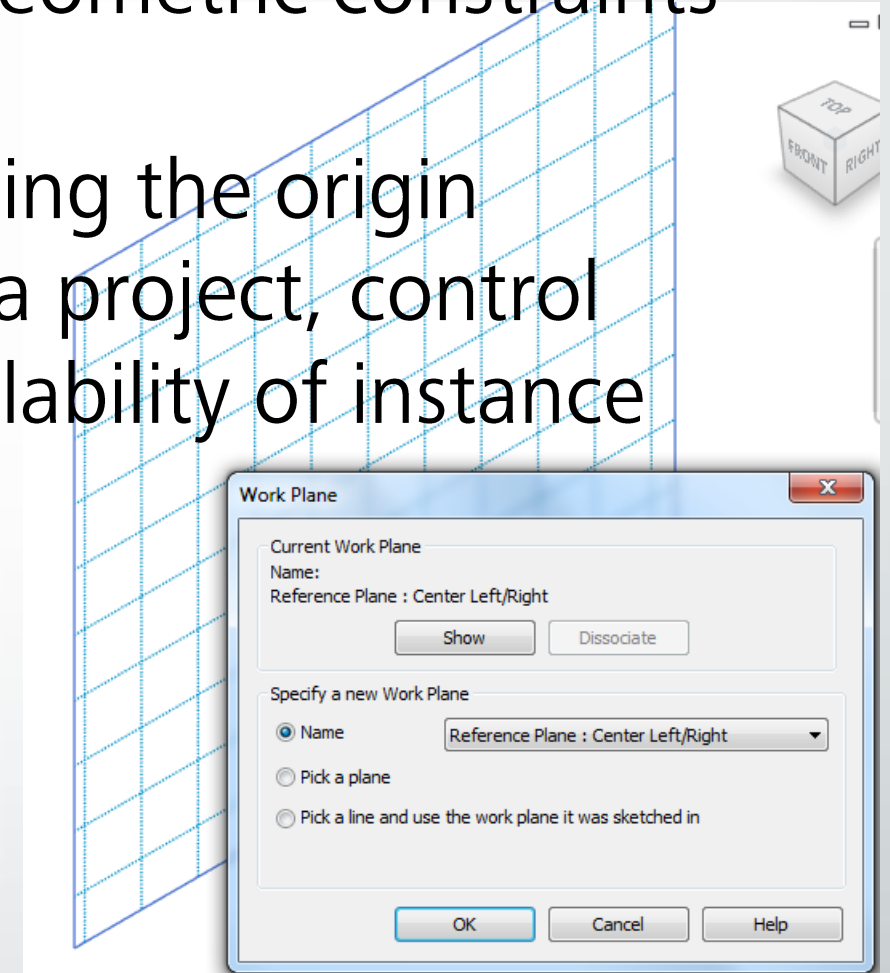 eometric constraints
TOP
FRONT
RIGHT
ing the origin
a project, control
lability of instance
Work Plane
Current Work Plane
Name:
Reference Plane : Center Left/Right
Show
Dissociate
Specify a new Work Plane
Name
Reference Plane : Center Left/Right
Pick a plane
Pick a line and use the work plane it was sketched in
OK
Cancel
Help